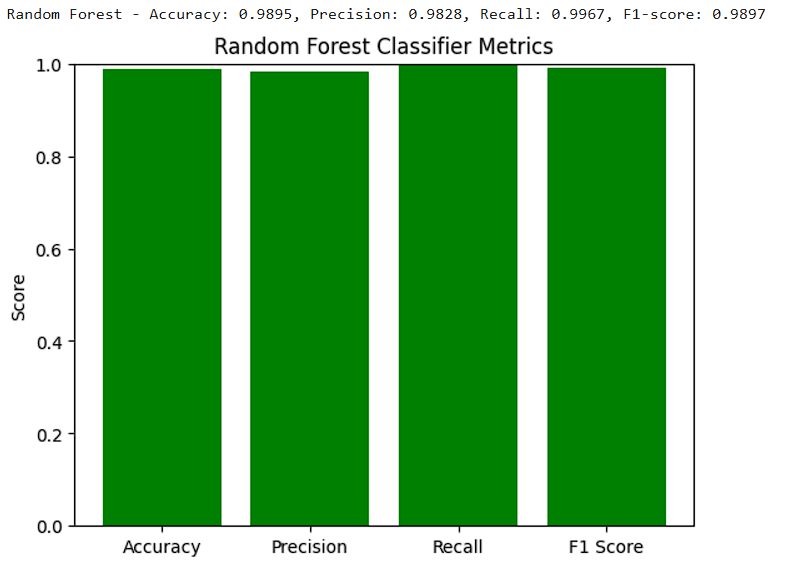 Random Forest - Accuracy: 0.9895, Precision: 0.9828, Recall: 0.9967, F1-score: 0.9897
Random Forest Classifier Metrics
1.0
0.8
0.6
0.4
0.2
0.0
Score
Accuracy Precision Recall F1 Score